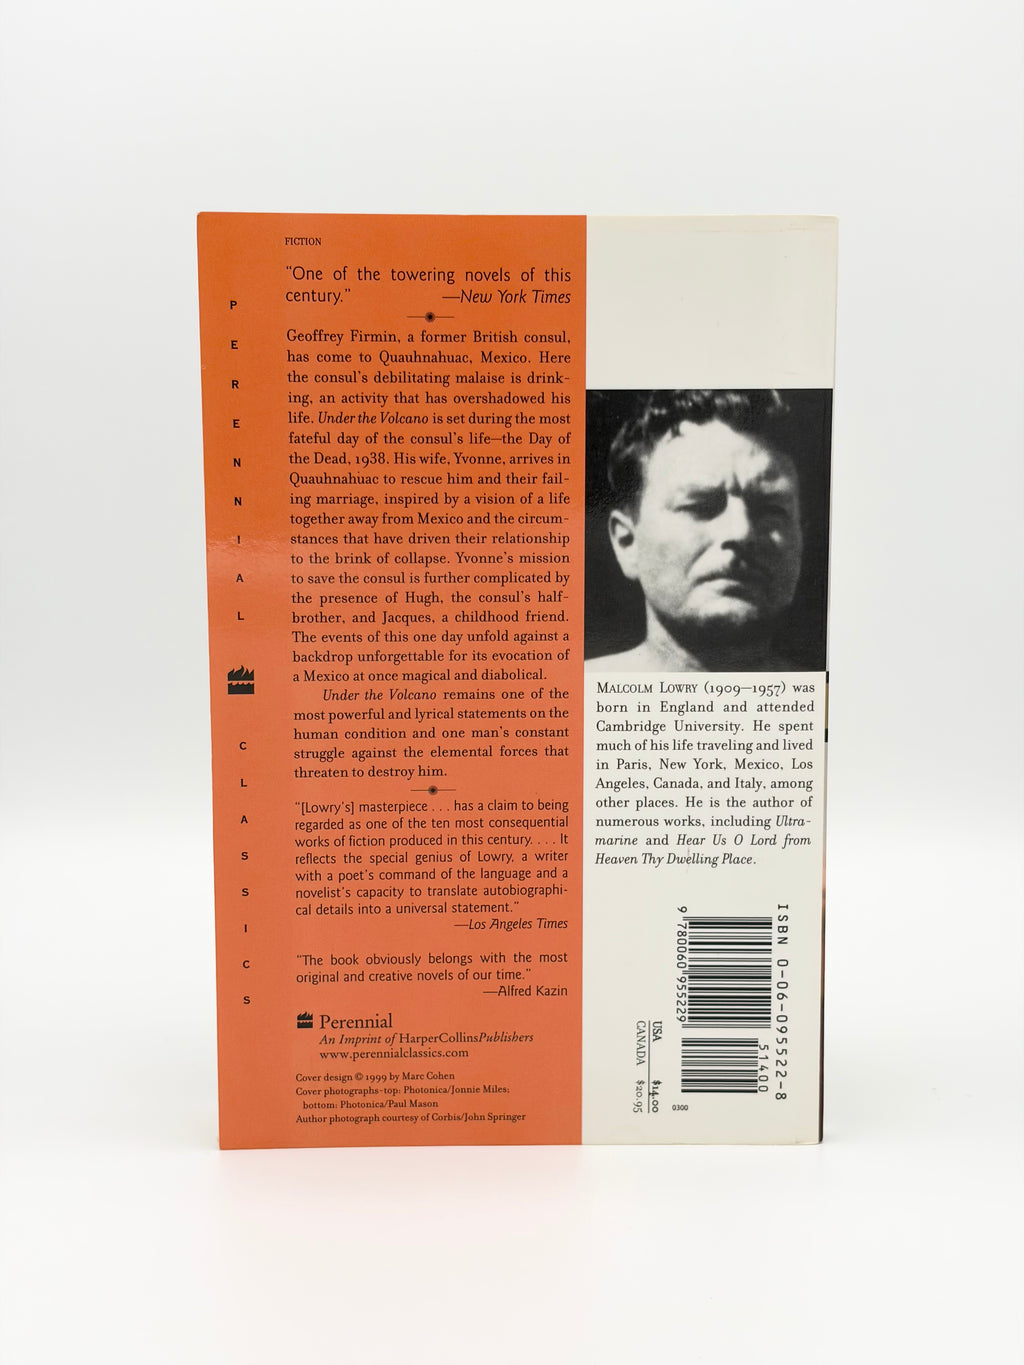 FICTION
"One of the towering novels of this
century."
—New York Times
Geoffrey Firmin, a former British consul,
has come to Quauhnahuac, Mexico. Here
the consul's debilitating malaise is drink-
ing, an activity that has overshadowed his
life. Under the Volcano is set during the most
fateful day of the consul's life—the Day of
the Dead, 1938. His wife, Yvonne, arrives in
Quauhnahuac to rescue him and their fail-
ing marriage, inspired by a vision of a life
together away from Mexico and the circum-
stances that have driven their relationship
to the brink of collapse. Yvonne's mission
to save the consul is further complicated by
the presence of Hugh, the consul's half-
brother, and Jacques, a childhood friend.
The events of this one day unfold against a
backdrop unforgettable for its evocation of
a Mexico at once magical and diabolical.
Under the Volcano remains one of the
most powerful and lyrical statements on the
human condition and one man's constant
struggle against the elemental forces that
threaten to destroy him.
"[Lowry's] masterpiece . . . has a claim to being
regarded as one of the ten most consequential
works of fiction produced in this century. . . . It
reflects the special genius of Lowry, a writer
with a poet's command of the language and a
novelist's capacity to translate autobiographi-
cal details into a universal statement."
—Los Angeles Times
"The book obviously belongs with the most
original and creative novels of our time."
—Alfred Kazin
Perennial
An Imprint of HarperCollinsPublishers
www.perennialclassics.com
Cover design © 1999 by Marc Cohen
Cover photographs–top: Photonica/Jonnie Miles;
bottom: Photonica/Paul Mason
Author photograph courtesy of Corbis/John Springer
PERENNIAL CLASSICS
MALCOLM LOWRY (1909–1957) was
born in England and attended
Cambridge University. He spent
much of his life traveling and lived
in Paris, New York, Mexico, Los
Angeles, Canada, and Italy, among
other places. He is the author of
numerous works, including Ultra-
marine and Hear Us O Lord from
Heaven Thy Dwelling Place.
ISBN 0-06-095522-8
51400
9 780060 955229
USA $14.00
CANADA $20.95
0300